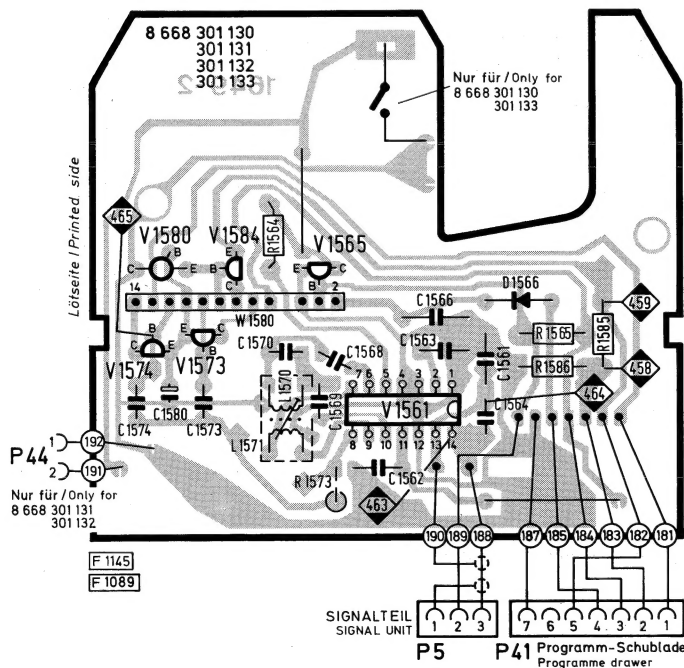 8 668 301 130
301 131
301 132
301 133
1645 2
Nur für / Only for
8 668 301 130
301 133
Lötseite / Printed side
465
V1580
V1584
R1564
V1565
B
E
B
C
E
E
C
E
C
B
14
2
W1580
D1566
459
C1566
R1565
R1585
B
C
E
B
E
C
C1570
C1568
C1563
C1561
R1586
458
V1574
V1573
L1570
C1569
7 6 5 4 3 2 1
V1561
C1564
464
C1574
C1580
C1573
L1571
8 9 10 11 12 13 14
P44
1
192
2
191
R1573
463
C1562
Nur für / Only for
8 668 301 131
301 132
190
189
188
187
185
184
183
182
181
F 1145
F 1089
SIGNALTEIL
SIGNAL UNIT
1 2 3
7 6 5 4 3 2 1
P5
P41 Programm-Schublade
Programme drawer